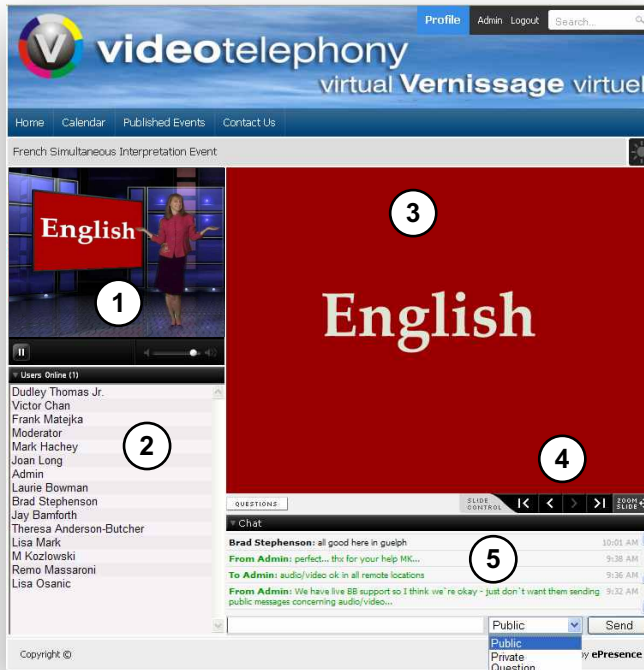 Profile Admin Logout Search...
V videotelephony
virtual Vernissage virtuel
Home Calendar Published Events Contact Us
French Simultaneous Interpretation Event
English
1
3
English
Users Online (1)
Dudley Thomas Jr.
Victor Chan
Frank Matejka
Moderator
Mark Hachey
Joan Long
Admin
Laurie Bowman
Brad Stephenson
Jay Bamforth
Theresa Anderson-Butcher
Lisa Mark
M Kozlowski
Remo Massaroni
Lisa Osanic
2
4
QUESTIONS
SLIDE CONTROL
ZOOM SLIDE
Chat
Brad Stephenson: all good here in guelph 10:01 AM
From Admin: perfect... thx for your help MK... 9:38 AM
To Admin: audio/video ok in all remote locations 9:36 AM
From Admin: We have live BB support so I think we`re okay - just don`t want them sending 9:32 AM
public messages concerning audio/video...
5
Public Send
Public
Private
Question
Copyright ©
by ePresence